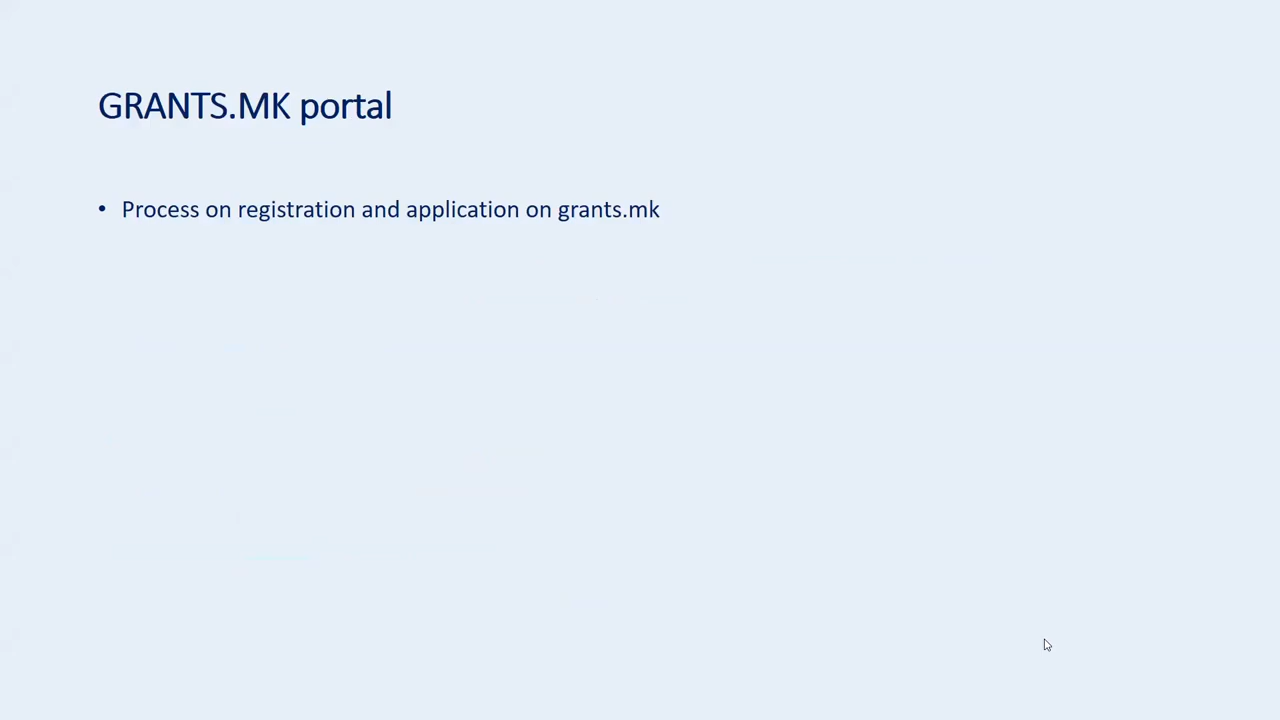 GRANTS.MK portal
• Process on registration and application on grants.mk